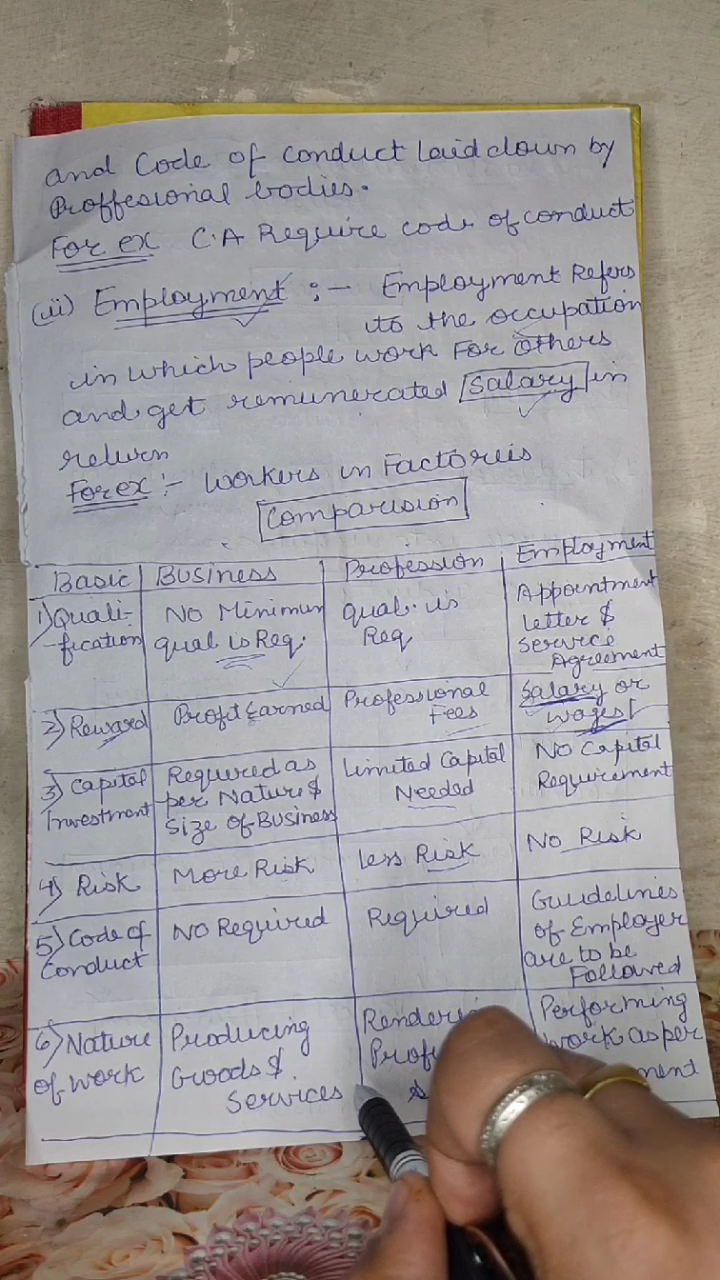 and Code of conduct laid down by
Proffesional bodies.
For ex C.A Require code of conduct
(iii) Employment :- Employment Refers
to the occupation
in which people work For others
and get remunerated Salary in
return
For ex :- workers in Factoreis
Comparision
Basic Business Profession Employment
1) Quali- No Minimum qual. is Appointment
-fication qual is Req. Req letter &
Service
Agreement
2) Reward Profit Earned Professional Salary or
Fees wages
3) Capital Required as Limited Capital No Capital
Investment per Nature & Needed Requirement
Size of Business
4) Risk More Risk less Risk No Risk
5) Code of No Required Required Guidelines
Conduct of Employer
are to be
Followed
6) Nature Producing Performing
of work Goods & work as per
Services